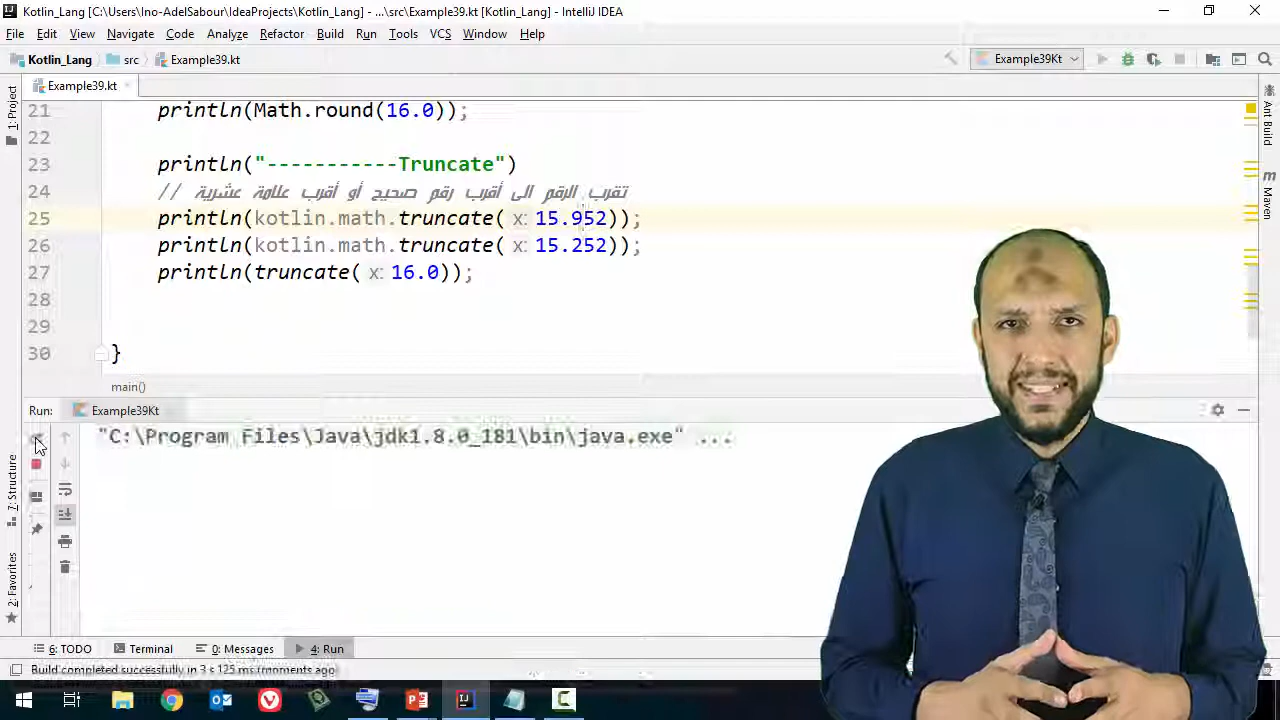 Kotlin_Lang [C:\Users\Ino-AdelSabour\IdeaProjects\Kotlin_Lang] - ...\src\Example39.kt [Kotlin_Lang] - IntelliJ IDEA
File Edit View Navigate Code Analyze Refactor Build Run Tools VCS Window Help
Kotlin_Lang src Example39.kt Example39Kt
Example39.kt
1: Project
Ant Build
Maven
21 println(Math.round(16.0));
22
23 println("-----------Truncate")
24 // تقرب الرقم الى أقرب رقم صحيح أو أقرب علامة عشرية
25 println(kotlin.math.truncate( x: 15.952));
26 println(kotlin.math.truncate( x: 15.252));
27 println(truncate( x: 16.0));
28
29
30 }
main()
Run: Example39Kt
"C:\Program Files\Java\jdk1.8.0_181\bin\java.exe" ...
7: Structure
2: Favorites
6: TODO Terminal 0: Messages 4: Run
Build completed successfully in 3 s 125 ms (moments ago)